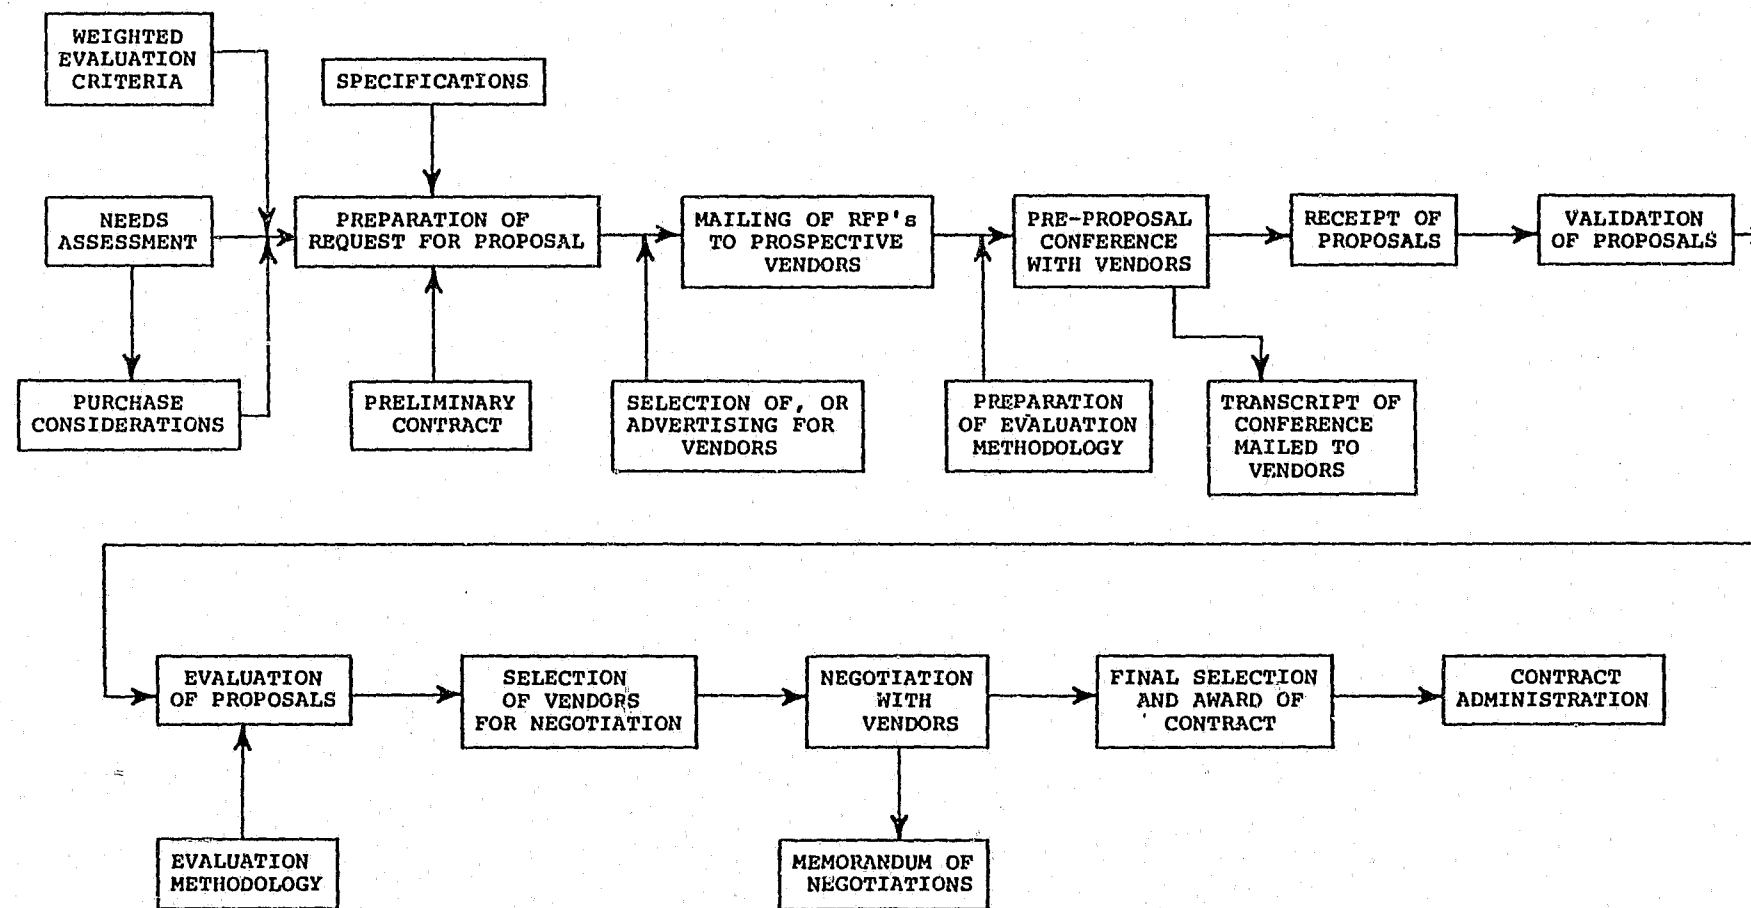 WEIGHTED
EVALUATION
CRITERIA
SPECIFICATIONS
NEEDS
ASSESSMENT
PREPARATION OF
REQUEST FOR PROPOSAL
MAILING OF RFP's
TO PROSPECTIVE
VENDORS
PRE-PROPOSAL
CONFERENCE
WITH VENDORS
RECEIPT OF
PROPOSALS
VALIDATION
OF PROPOSALS
PURCHASE
CONSIDERATIONS
PRELIMINARY
CONTRACT
SELECTION OF, OR
ADVERTISING FOR
VENDORS
PREPARATION
OF EVALUATION
METHODOLOGY
TRANSCRIPT OF
CONFERENCE
MAILED TO
VENDORS
EVALUATION
OF PROPOSALS
SELECTION
OF VENDORS
FOR NEGOTIATION
NEGOTIATION
WITH
VENDORS
FINAL SELECTION
AND AWARD OF
CONTRACT
CONTRACT
ADMINISTRATION
EVALUATION
METHODOLOGY
MEMORANDUM OF
NEGOTIATIONS